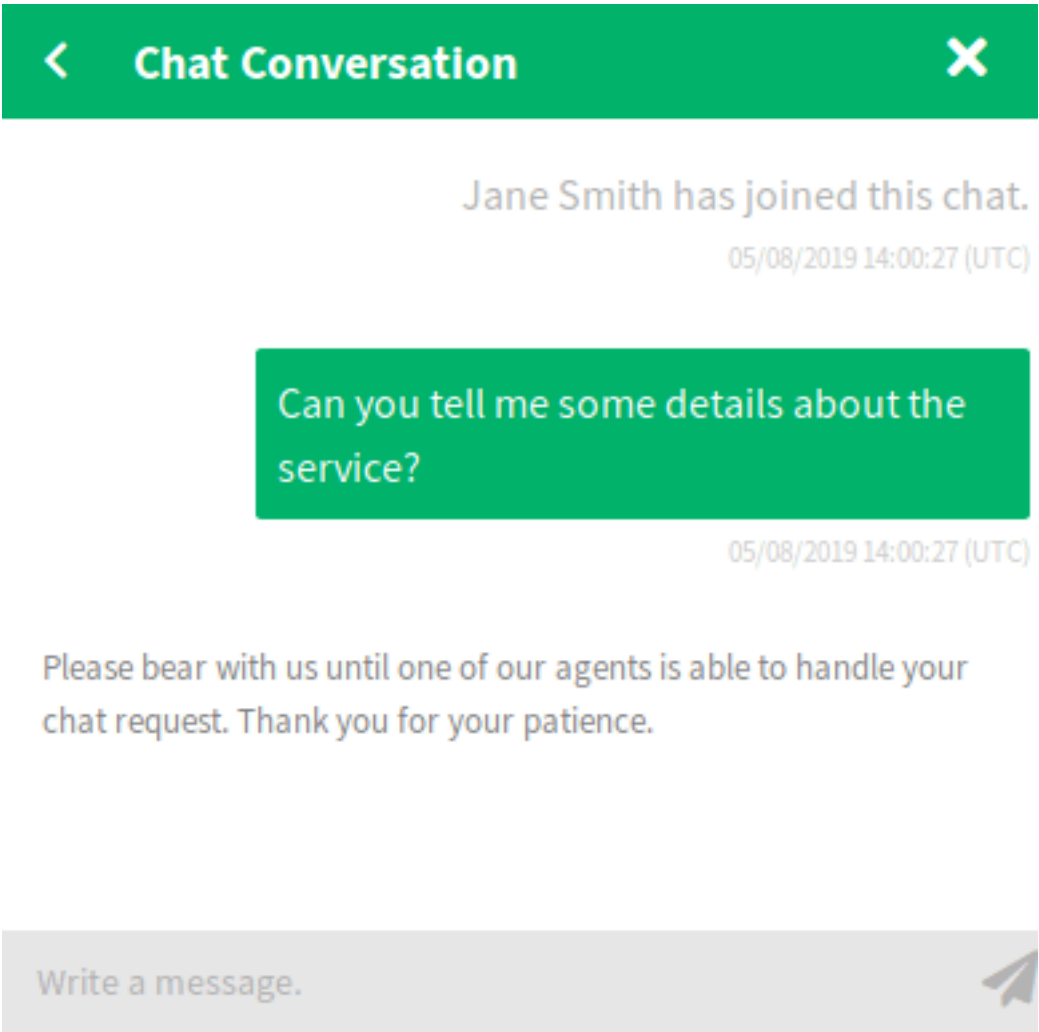 Chat Conversation
Jane Smith has joined this chat.
05/08/2019 14:00:27 (UTC)
Can you tell me some details about the
service?
05/08/2019 14:00:27 (UTC)
Please bear with us until one of our agents is able to handle your
chat request. Thank you for your patience.
Write a message.